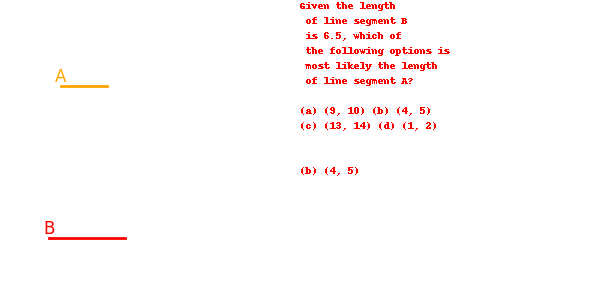 Given the length
of line segment B
is 6.5, which of
the following options is
most likely the length
of line segment A?
(a) (9, 10) (b) (4, 5)
(c) (13, 14) (d) (1, 2)
(b) (4, 5)
A
B